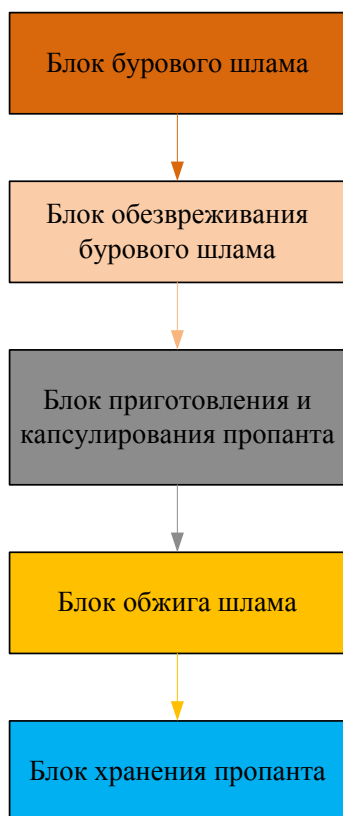 Блок бурового шлама
Блок обезвреживания
бурового шлама
Блок приготовления и
капсулирования пропанта
Блок обжига шлама
Блок хранения пропанта